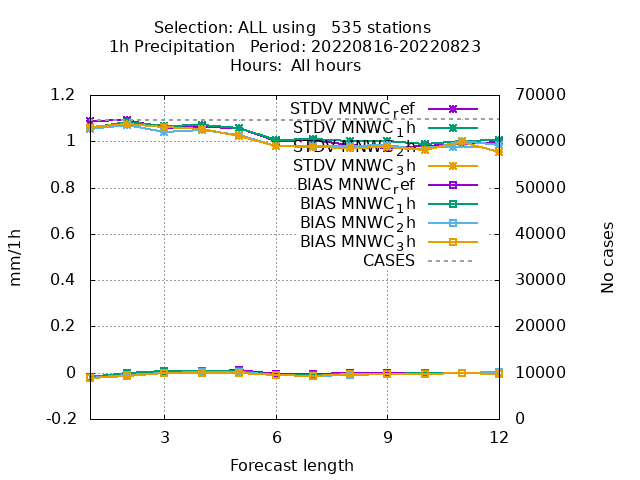 Selection: ALL using   535 stations
1h Precipitation   Period: 20220816-20220823
Hours:  All hours
1.2
1
0.8
0.6
0.4
0.2
0
-0.2
mm/1h
STDV MNWC_ref
STDV MNWC_1h
STDV MNWC_2h
STDV MNWC_3h
BIAS MNWC_ref
BIAS MNWC_1h
BIAS MNWC_2h
BIAS MNWC_3h
CASES
70000
60000
50000
40000
30000
20000
10000
0
No cases
3 6 9 12
Forecast length